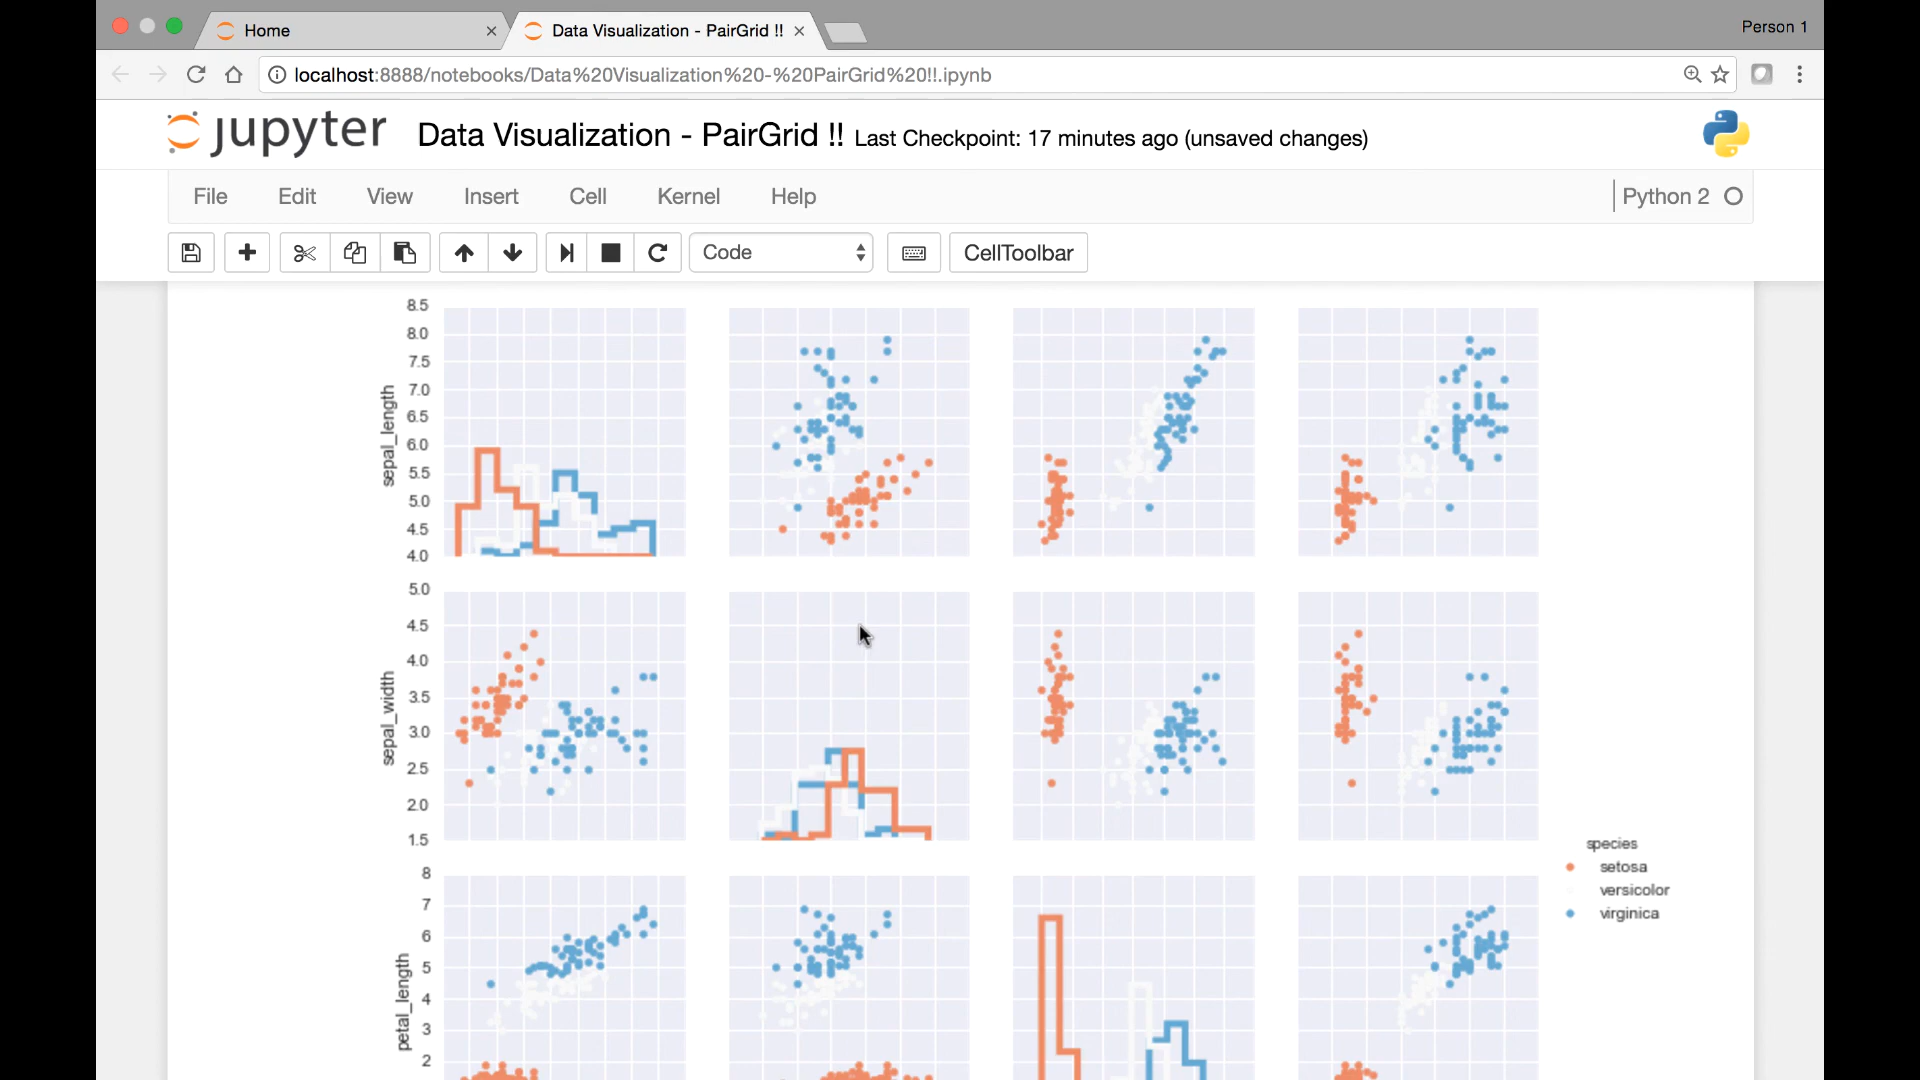 Home
Data Visualization - PairGrid !!
Person 1
localhost:8888/notebooks/Data%20Visualization%20-%20PairGrid%20!!.ipynb
jupyter
Data Visualization - PairGrid !! Last Checkpoint: 17 minutes ago (unsaved changes)
File Edit View Insert Cell Kernel Help
Python 2
Code
CellToolbar
8.5
8.0
7.5
7.0
6.5
6.0
5.5
5.0
4.5
4.0
sepal_length
5.0
4.5
4.0
3.5
3.0
2.5
2.0
1.5
sepal_width
species
setosa
versicolor
virginica
8
7
6
5
4
3
2
petal_length